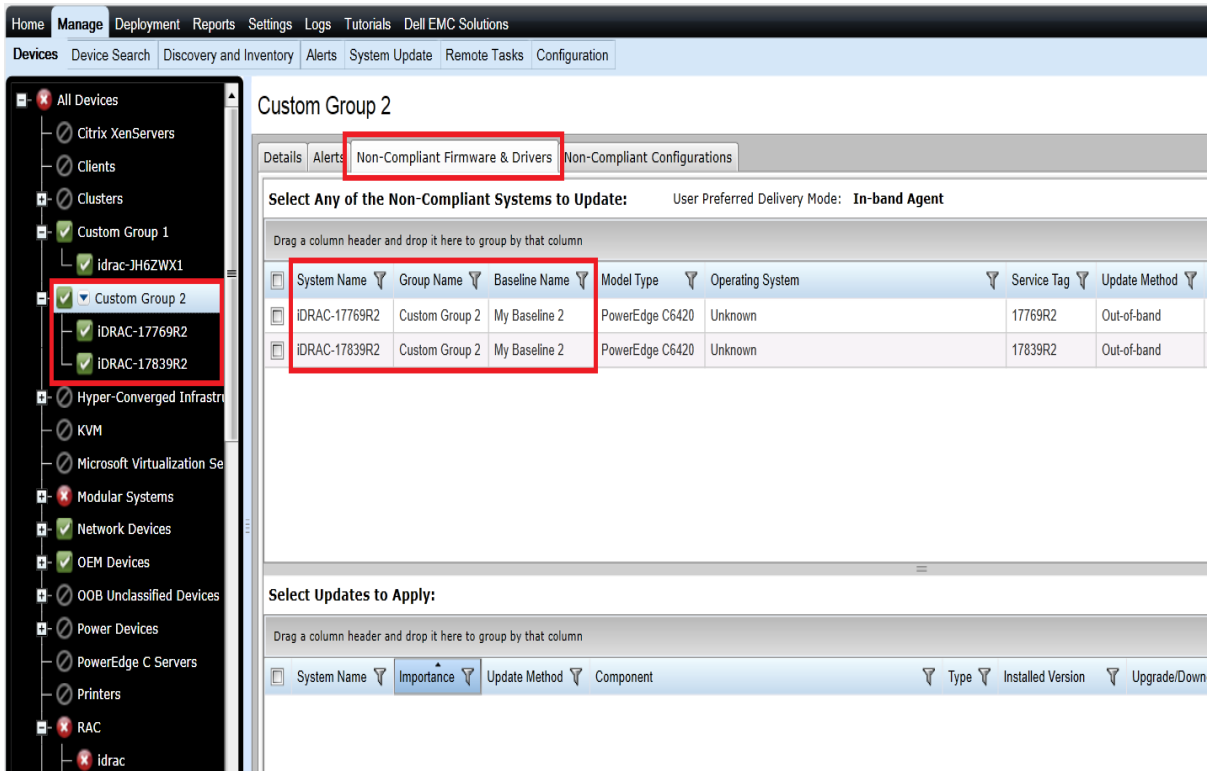 Home Manage Deployment Reports Settings Logs Tutorials Dell EMC Solutions
Devices Device Search Discovery and Inventory Alerts System Update Remote Tasks Configuration
All Devices
Citrix XenServers
Clients
Clusters
Custom Group 1
idrac-JH6ZWX1
Custom Group 2
iDRAC-17769R2
iDRAC-17839R2
Hyper-Converged Infrastru
KVM
Microsoft Virtualization Se
Modular Systems
Network Devices
OEM Devices
OOB Unclassified Devices
Power Devices
PowerEdge C Servers
Printers
RAC
idrac
Custom Group 2
Details Alerts Non-Compliant Firmware & Drivers Non-Compliant Configurations
Select Any of the Non-Compliant Systems to Update: User Preferred Delivery Mode: In-band Agent
Drag a column header and drop it here to group by that column
System Name Group Name Baseline Name Model Type Operating System Service Tag Update Method
iDRAC-17769R2 Custom Group 2 My Baseline 2 PowerEdge C6420 Unknown 17769R2 Out-of-band
iDRAC-17839R2 Custom Group 2 My Baseline 2 PowerEdge C6420 Unknown 17839R2 Out-of-band
Select Updates to Apply:
Drag a column header and drop it here to group by that column
System Name Importance Update Method Component Type Installed Version Upgrade/Down